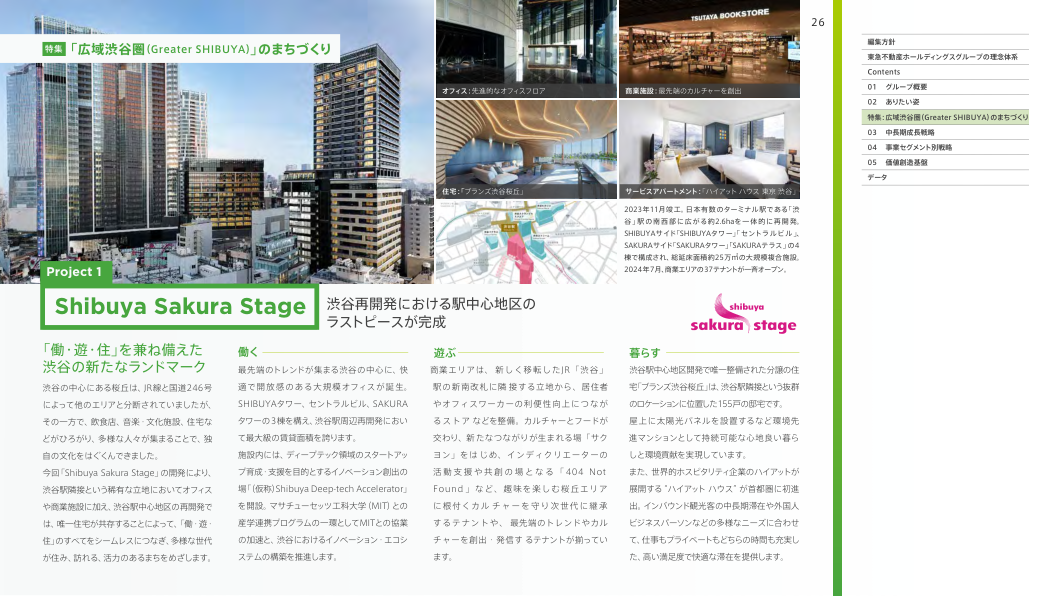 特集 「広域渋谷圏(Greater SHIBUYA)」のまちづくり
TSUTAYA BOOKSTORE
オフィス:先進的なオフィスフロア
商業施設:最先端のカルチャーを創出
住宅:「ブランズ渋谷桜丘」
サービスアパートメント:「ハイアット ハウス 東京 渋谷」
2023年11月竣工。日本有数のターミナル駅である「渋
谷」駅の南西部に広がる約2.6haを一体的に再開発。
SHIBUYAサイド「SHIBUYAタワー」「セントラルビル」、
SAKURAサイド「SAKURAタワー」「SAKURAテラス」の4
棟で構成され、総延床面積約25万㎡の大規模複合施設。
2024年7月、商業エリアの37テナントが一斉オープン。
Project 1
Shibuya Sakura Stage
渋谷再開発における駅中心地区の
ラストピースが完成
shibuya
sakura stage
「働・遊・住」を兼ね備えた
渋谷の新たなランドマーク
渋谷の中心にある桜丘は、JR線と国道246号
によって他のエリアと分断されていましたが、
その一方で、飲食店、音楽・文化施設、住宅な
どがひろがり、多様な人々が集まることで、独
自の文化をはぐくんできました。
今回「Shibuya Sakura Stage」の開発により、
渋谷駅隣接という稀有な立地においてオフィス
や商業施設に加え、渋谷駅中心地区の再開発で
は、唯一住宅が共存することによって、「働・遊・
住」のすべてをシームレスにつなぎ、多様な世代
が住み、訪れる、活力のあるまちをめざします。
働く
最先端のトレンドが集まる渋谷の中心に、快
適で開放感のある大規模オフィスが誕生。
SHIBUYAタワー、セントラルビル、SAKURA
タワーの3棟を構え、渋谷駅周辺再開発におい
て最大級の賃貸面積を誇ります。
施設内には、ディープテック領域のスタートアッ
プ育成・支援を目的とするイノベーション創出の
場「(仮称)Shibuya Deep-tech Accelerator」
を開設。マサチューセッツ工科大学(MIT)との
産学連携プログラムの一環としてMITとの協業
の加速と、渋谷におけるイノベーション・エコシ
ステムの構築を推進します。
遊ぶ
商業エリアは、新しく移転したJR「渋谷」
駅の新南改札に隣接する立地から、居住者
やオフィスワーカーの利便性向上につなが
るストアなどを整備。カルチャーとフードが
交わり、新たなつながりが生まれる場「サク
ヨン」をはじめ、インディクリエーターの
活動支援や共創の場となる「404 Not
Found」など、趣味を楽しむ桜丘エリア
に根付くカルチャーを守り次世代に継承
するテナントや、最先端のトレンドやカル
チャーを創出・発信するテナントが揃ってい
ます。
暮らす
渋谷駅中心地区開発で唯一整備された分譲の住
宅「ブランズ渋谷桜丘」は、渋谷駅隣接という抜群
のロケーションに位置した155戸の邸宅です。
屋上に太陽光パネルを設置するなど環境先
進マンションとして持続可能な心地良い暮ら
しと環境貢献を実現しています。
また、世界的ホスピタリティ企業のハイアットが
展開する“ハイアット ハウス”が首都圏に初進
出。インバウンド観光客の中長期滞在や外国人
ビジネスパーソンなどの多様なニーズに合わせ
て、仕事もプライベートもどちらの時間も充実し
た、高い満足度で快適な滞在を提供します。
26
編集方針
東急不動産ホールディングスグループの理念体系
Contents
01 グループ概要
02 ありたい姿
特集:広域渋谷圏(Greater SHIBUYA)のまちづくり
03 中長期成長戦略
04 事業セグメント別戦略
05 価値創造基盤
データ